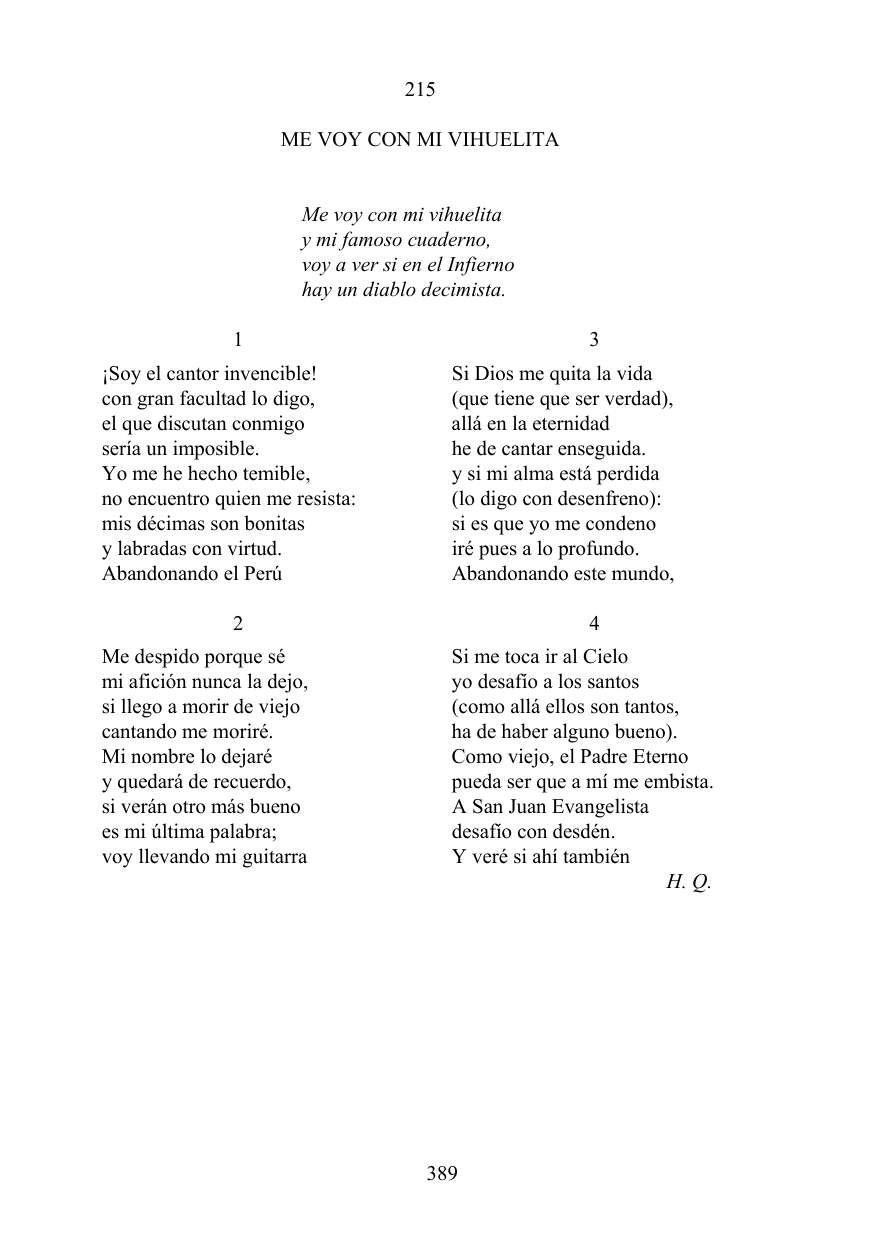 215
ME VOY CON MI VIHUELITA
Me voy con mi vihuelita
y mi famoso cuaderno,
voy a ver si en el Infierno
hay un diablo decimista.
1
¡Soy el cantor invencible!
con gran facultad lo digo,
el que discutan conmigo
sería un imposible.
Yo me he hecho temible,
no encuentro quien me resista:
mis décimas son bonitas
y labradas con virtud.
Abandonando el Perú
2
Me despido porque sé
mi afición nunca la dejo,
si llego a morir de viejo
cantando me moriré.
Mi nombre lo dejaré
y quedará de recuerdo,
si verán otro más bueno
es mi última palabra;
voy llevando mi guitarra
3
Si Dios me quita la vida
(que tiene que ser verdad),
allá en la eternidad
he de cantar enseguida.
y si mi alma está perdida
(lo digo con desenfreno):
si es que yo me condeno
iré pues a lo profundo.
Abandonando este mundo,
4
Si me toca ir al Cielo
yo desafío a los santos
(como allá ellos son tantos,
ha de haber alguno bueno).
Como viejo, el Padre Eterno
pueda ser que a mí me embista.
A San Juan Evangelista
desafío con desdén.
Y veré si ahí también
H. Q.
389